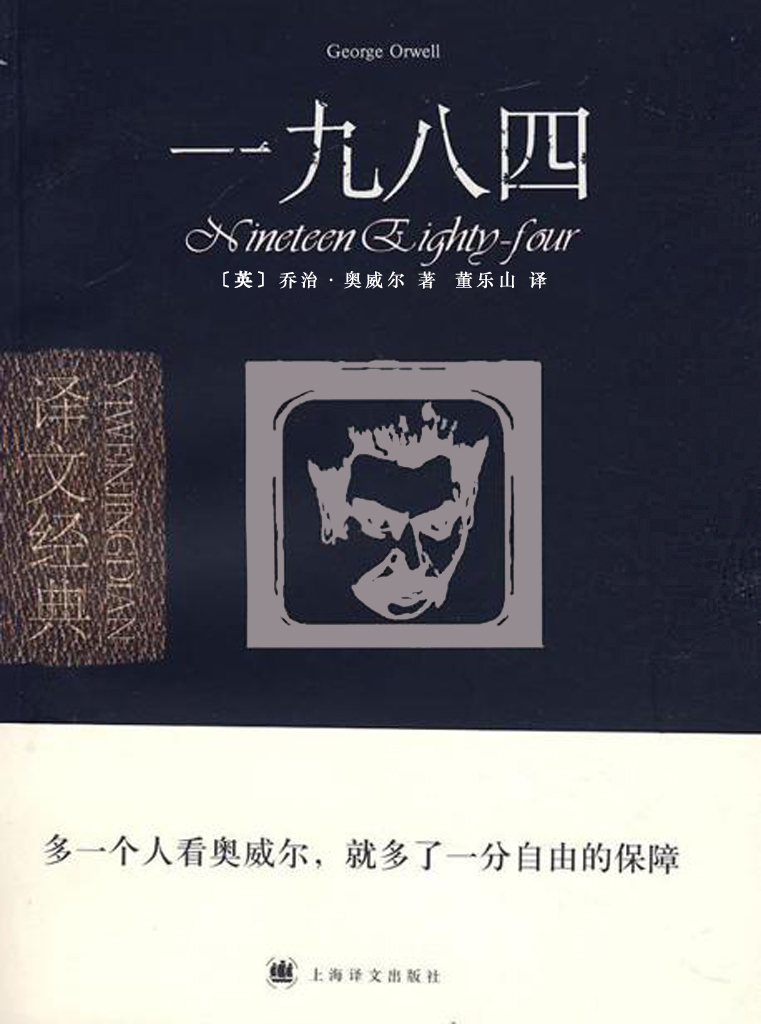 George Orwell
一九八四
Nineteen Eighty-four
〔英〕乔治·奥威尔 著 董乐山 译
译文经典
YIWENJINGDIAN
多一个人看奥威尔，就多了一分自由的保障
上海译文出版社